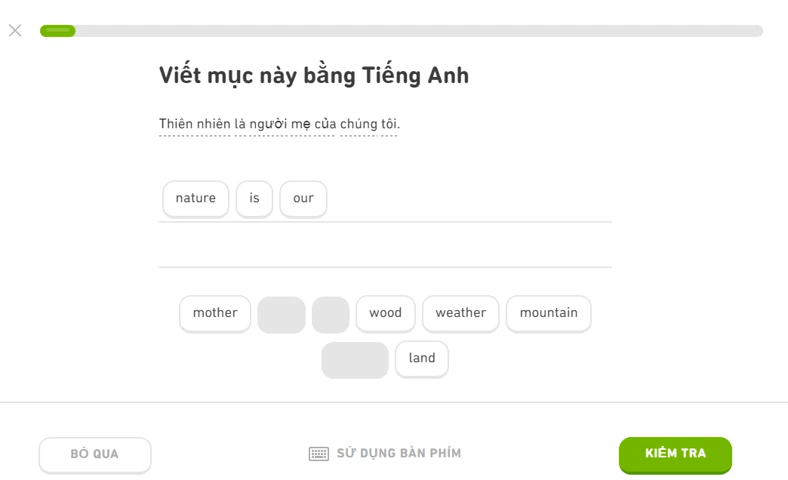 Viết mục này bằng Tiếng Anh
Thiên nhiên là người mẹ của chúng tôi.
nature is our
mother wood weather mountain
land
BỎ QUA SỬ DỤNG BÀN PHÍM KIỂM TRA